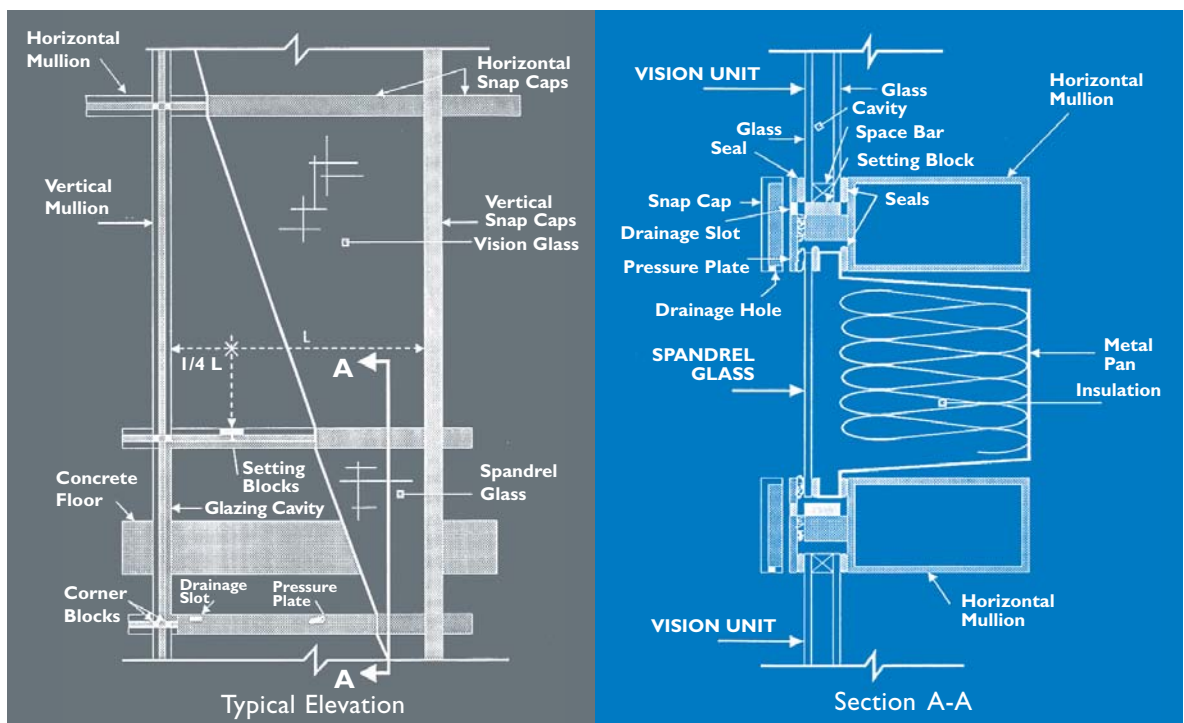 Horizontal
Mullion
Horizontal
Snap Caps
Vertical
Mullion
Vertical
Snap Caps
Vision Glass
L
1/4 L
A
Setting
Blocks
Spandrel
Glass
Concrete
Floor
Glazing Cavity
Drainage
Slot
Pressure
Plate
Corner
Blocks
A
Typical Elevation
VISION UNIT
Glass
Cavity
Horizontal
Mullion
Glass
Space Bar
Seal
Setting Block
Snap Cap
Seals
Drainage Slot
Pressure Plate
Drainage Hole
SPANDREL
GLASS
Metal
Pan
Insulation
Horizontal
Mullion
VISION UNIT
Section A-A